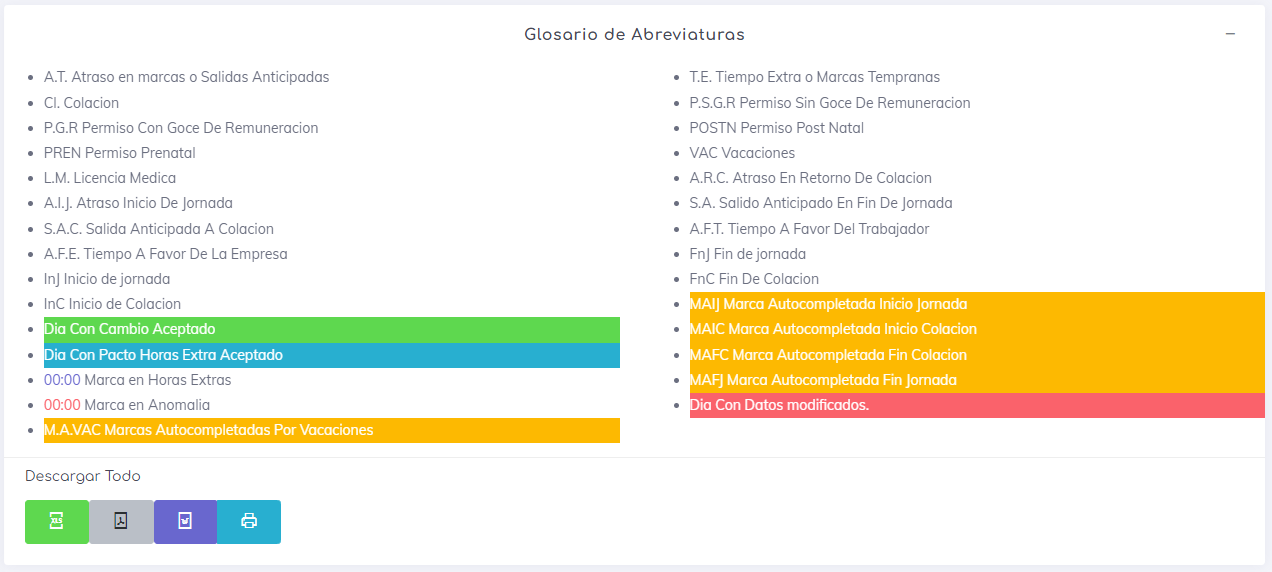 Glosario de Abreviaturas
A.T. Atraso en marcas o Salidas Anticipadas
Cl. Colacion
P.G.R Permiso Con Goce De Remuneracion
PREN Permiso Prenatal
L.M. Licencia Medica
A.I.J. Atraso Inicio De Jornada
S.A.C. Salida Anticipada A Colacion
A.F.E. Tiempo A Favor De La Empresa
InJ Inicio de jornada
InC Inicio de Colacion
Dia Con Cambio Aceptado
Dia Con Pacto Horas Extra Aceptado
00:00 Marca en Horas Extras
00:00 Marca en Anomalia
M.A.VAC Marcas Autocompletadas Por Vacaciones
T.E. Tiempo Extra o Marcas Tempranas
P.S.G.R Permiso Sin Goce De Remuneracion
POSTN Permiso Post Natal
VAC Vacaciones
A.R.C. Atraso En Retorno De Colacion
S.A. Salido Anticipado En Fin De Jornada
A.F.T. Tiempo A Favor Del Trabajador
FnJ Fin de jornada
FnC Fin De Colacion
MAIJ Marca Autocompletada Inicio Jornada
MAIC Marca Autocompletada Inicio Colacion
MAFC Marca Autocompletada Fin Colacion
MAFJ Marca Autocompletada Fin Jornada
Dia Con Datos modificados.
Descargar Todo
XLS